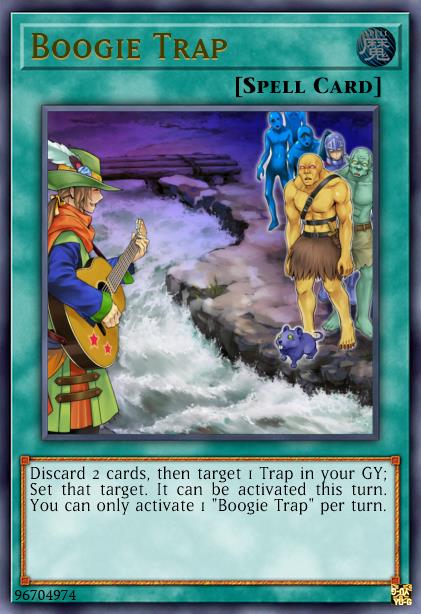 Boogie Trap
[Spell Card]
Discard 2 cards, then target 1 Trap in your GY;
Set that target. It can be activated this turn.
You can only activate 1 "Boogie Trap" per turn.
96704974